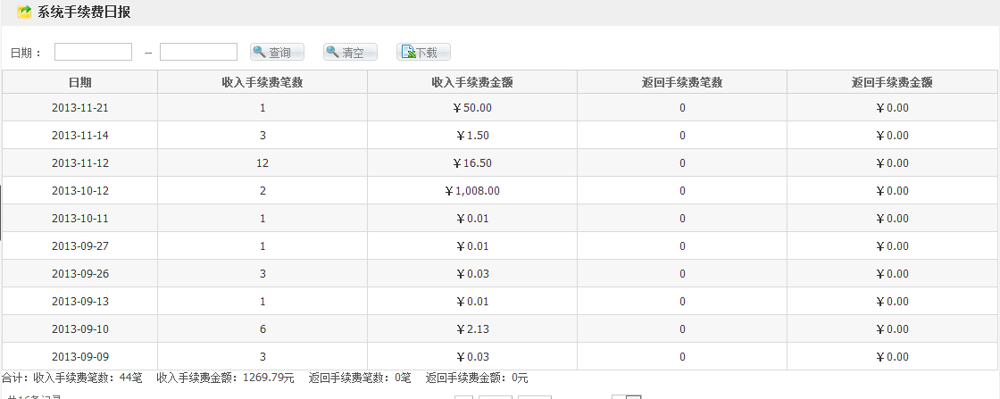 系统手续费日报
日期： -- 查询 清空 下载
日期 收入手续费笔数 收入手续费金额 返回手续费笔数 返回手续费金额
2013-11-21 1 ￥50.00 0 ￥0.00
2013-11-14 3 ￥1.50 0 ￥0.00
2013-11-12 12 ￥16.50 0 ￥0.00
2013-10-12 2 ￥1,008.00 0 ￥0.00
2013-10-11 1 ￥0.01 0 ￥0.00
2013-09-27 1 ￥0.01 0 ￥0.00
2013-09-26 3 ￥0.03 0 ￥0.00
2013-09-13 1 ￥0.01 0 ￥0.00
2013-09-10 6 ￥2.13 0 ￥0.00
2013-09-09 3 ￥0.03 0 ￥0.00
合计：收入手续费笔数：44笔 收入手续费金额：1269.79元 返回手续费笔数：0笔 返回手续费金额：0元
共16条记录